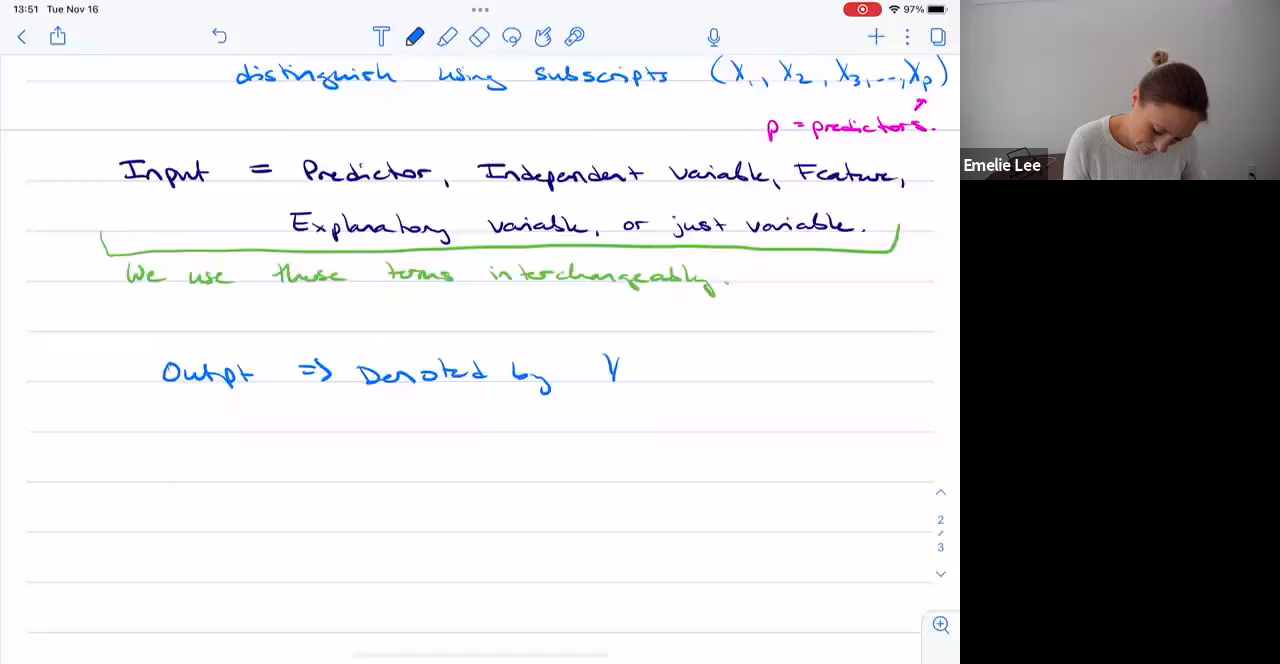 13:51 Tue Nov 16
97%
distinguish using subscripts (X1, X2, X3, ..., Xp)
p = predictors.
Input = Predictor, Independent variable, Feature,
Explanatory variable, or just variable.
We use these terms interchangeably.
Outpt => Denoted by Y
2
3
Emelie Lee